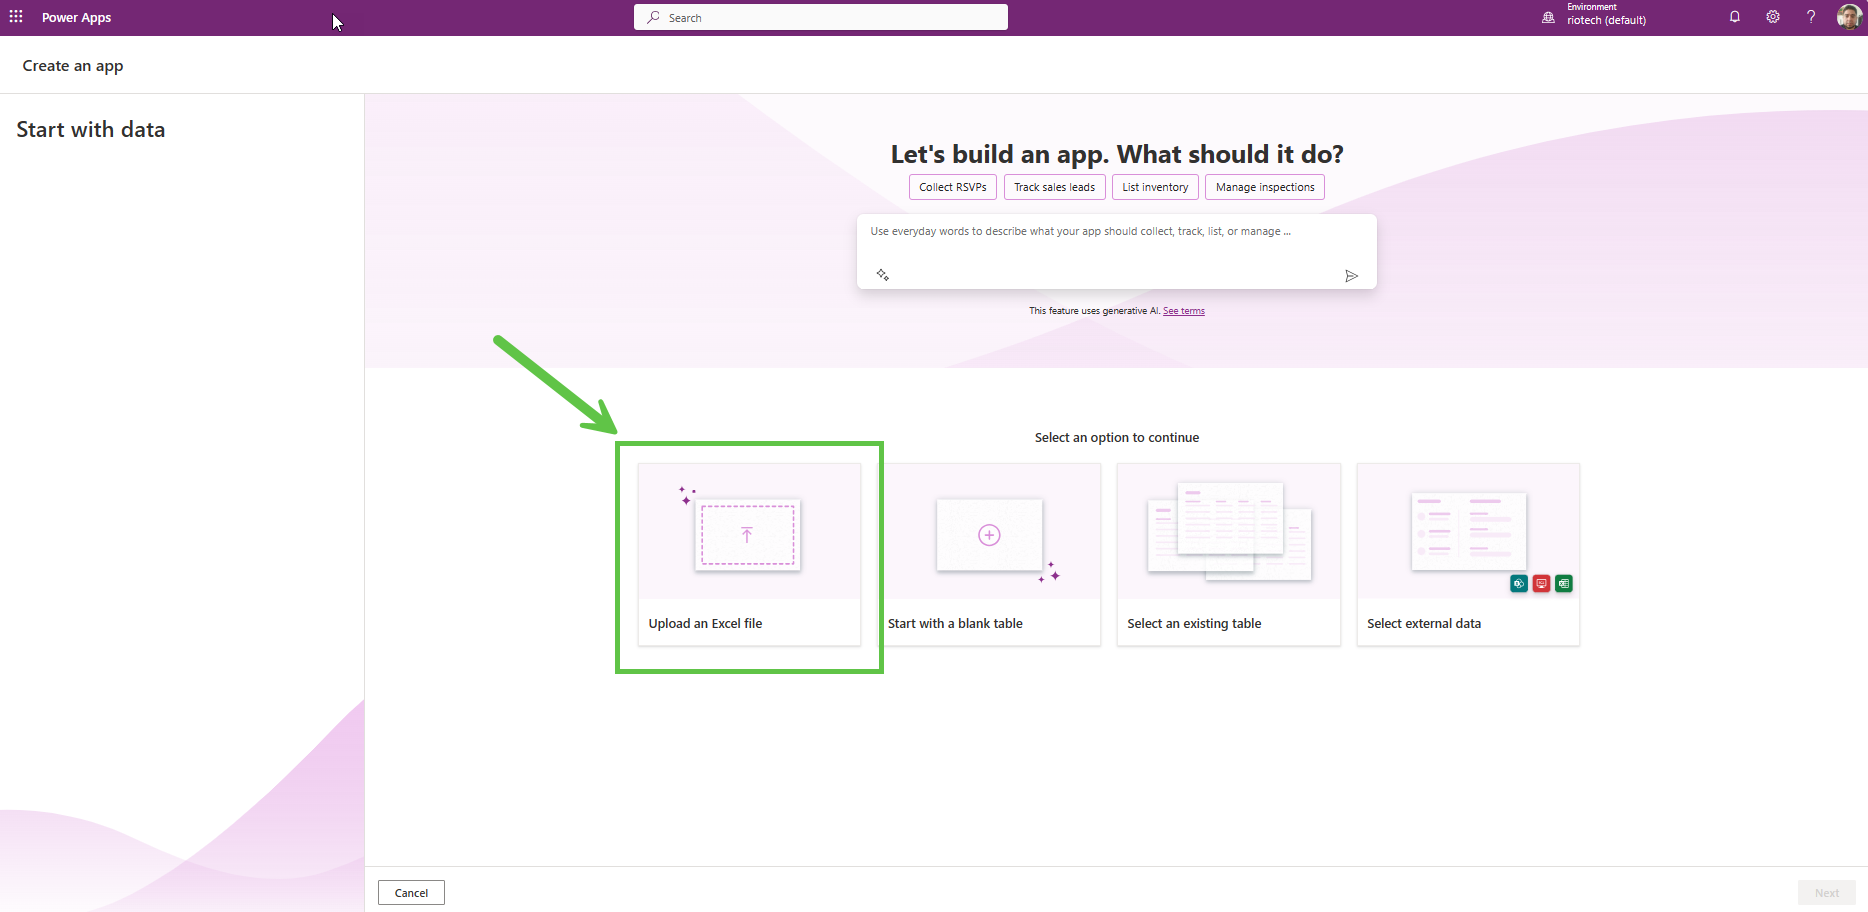 Power Apps
Search
Environment
riotech (default)
Create an app
Start with data
Let's build an app. What should it do?
Collect RSVPs
Track sales leads
List inventory
Manage inspections
Use everyday words to describe what your app should collect, track, list, or manage ...
This feature uses generative AI. See terms
Select an option to continue
Upload an Excel file
Start with a blank table
Select an existing table
Select external data
Cancel
Next